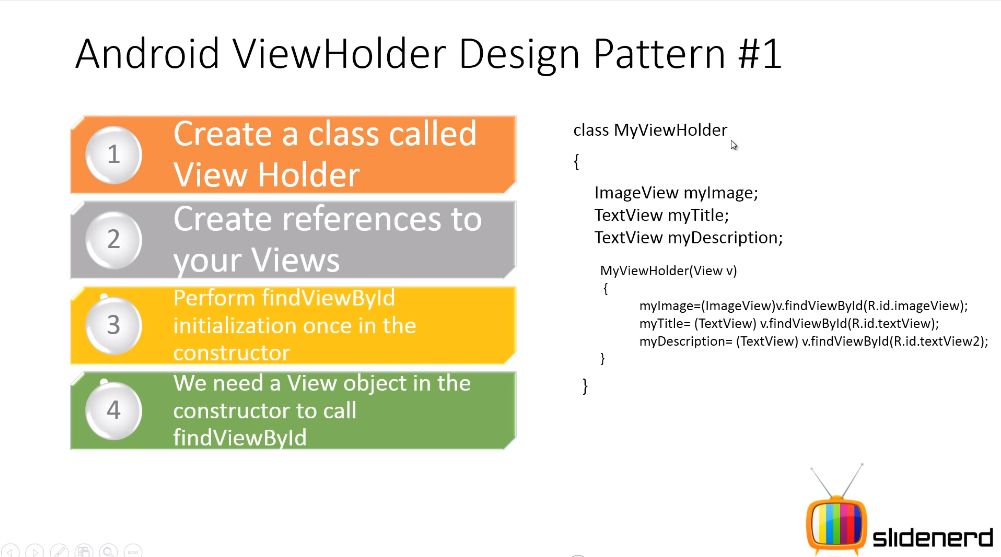 Android ViewHolder Design Pattern #1
1
Create a class called
View Holder
2
Create references to
your Views
3
Perform findViewById
initialization once in the
constructor
4
We need a View object in the
constructor to call
findViewById
class MyViewHolder
{
ImageView myImage;
TextView myTitle;
TextView myDescription;
MyViewHolder(View v)
{
myImage=(ImageView)v.findViewById(R.id.imageView);
myTitle= (TextView) v.findViewById(R.id.textView);
myDescription= (TextView) v.findViewById(R.id.textView2);
}
}
slidenerd